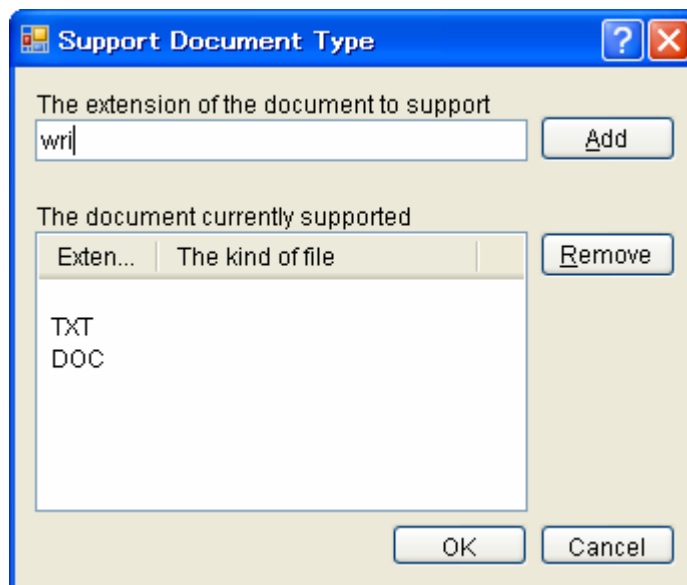 Support Document Type
The extension of the document to support
wri
Add
The document currently supported
Exten... The kind of file
Remove
TXT
DOC
OK Cancel